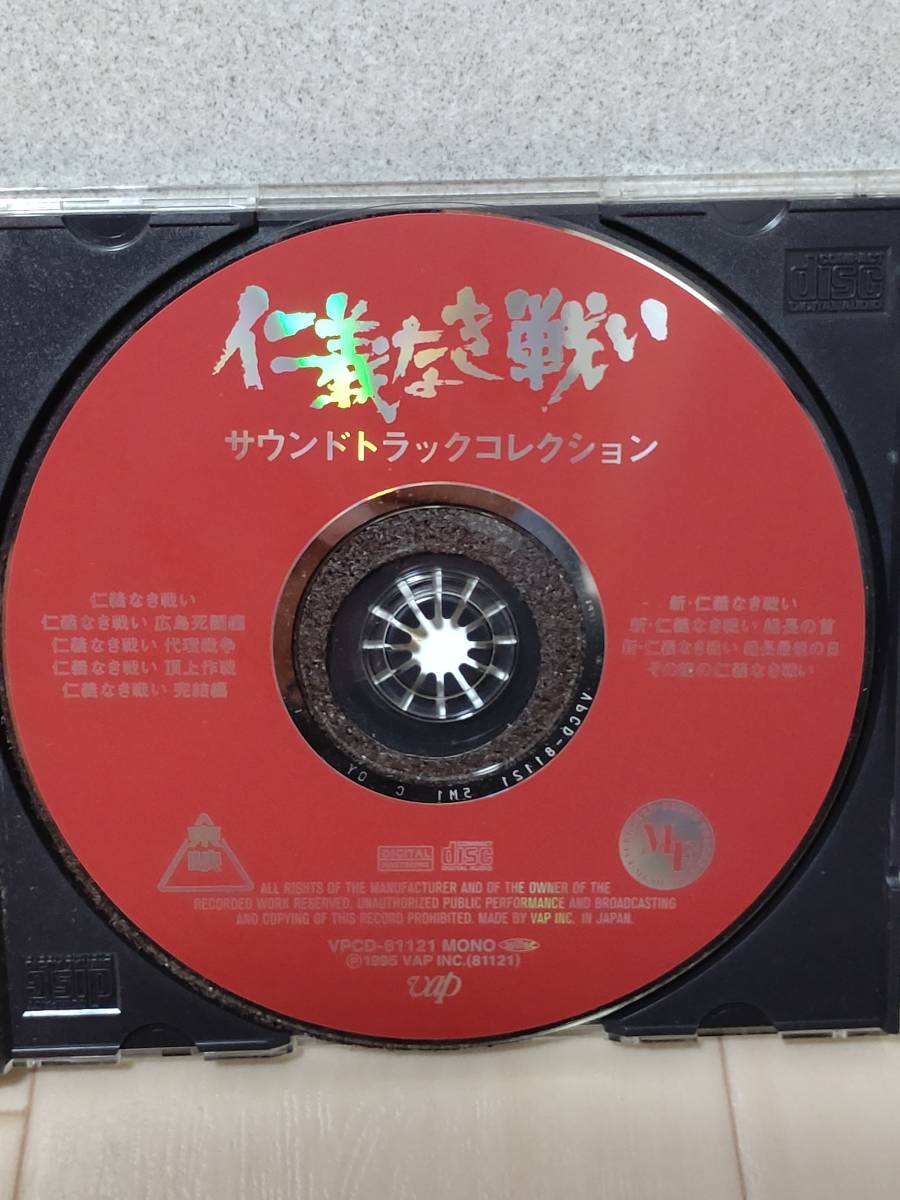 仁義なき戦い
サウンドトラックコレクション
仁義なき戦い
仁義なき戦い 広島死闘編
仁義なき戦い 代理戦争
仁義なき戦い 頂上作戦
仁義なき戦い 完結編
新・仁義なき戦い
新・仁義なき戦い 組長の首
新・仁義なき戦い 組長最後の日
その後の仁義なき戦い
VPCD-81121
DIGITAL
disc
ALL RIGHTS OF THE MANUFACTURER AND OF THE OWNER OF THE
RECORDED WORK RESERVED. UNAUTHORIZED PUBLIC PERFORMANCE AND BROADCASTING
AND COPYING OF THIS RECORD PROHIBITED. MADE BY VAP INC. IN JAPAN.
VPCD-81121 MONO
Ⓟ1995 VAP INC.(81121)
vap
COMPACT
disc
DIGITAL AUDIO
disc